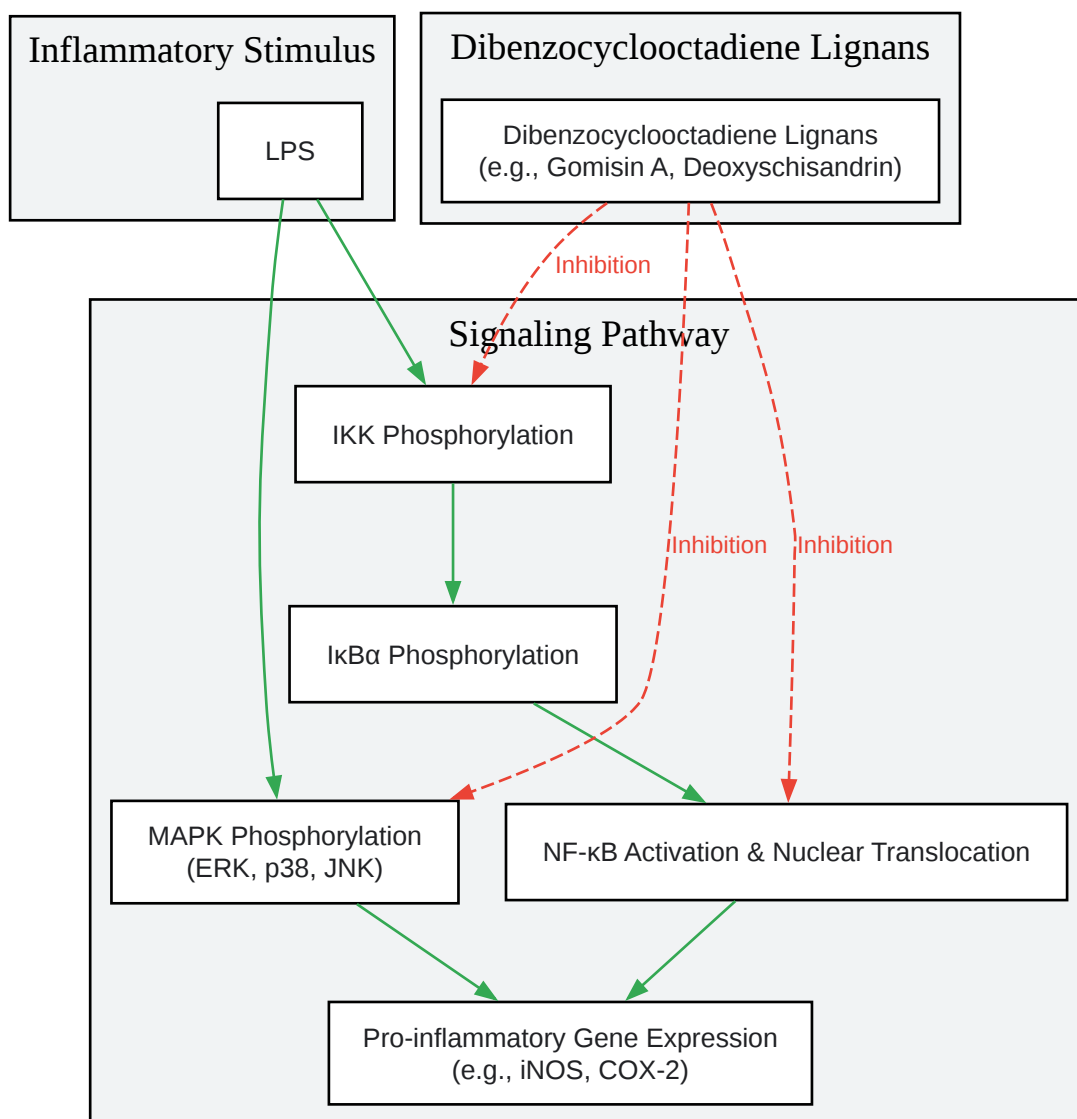 Inflammatory Stimulus
LPS
Dibenzocyclooctadiene Lignans
Dibenzocyclooctadiene Lignans
(e.g., Gomisin A, Deoxyschisandrin)
Inhibition
Signaling Pathway
IKK Phosphorylation
Inhibition
Inhibition
IκBα Phosphorylation
MAPK Phosphorylation
(ERK, p38, JNK)
NF-κB Activation & Nuclear Translocation
Pro-inflammatory Gene Expression
(e.g., iNOS, COX-2)